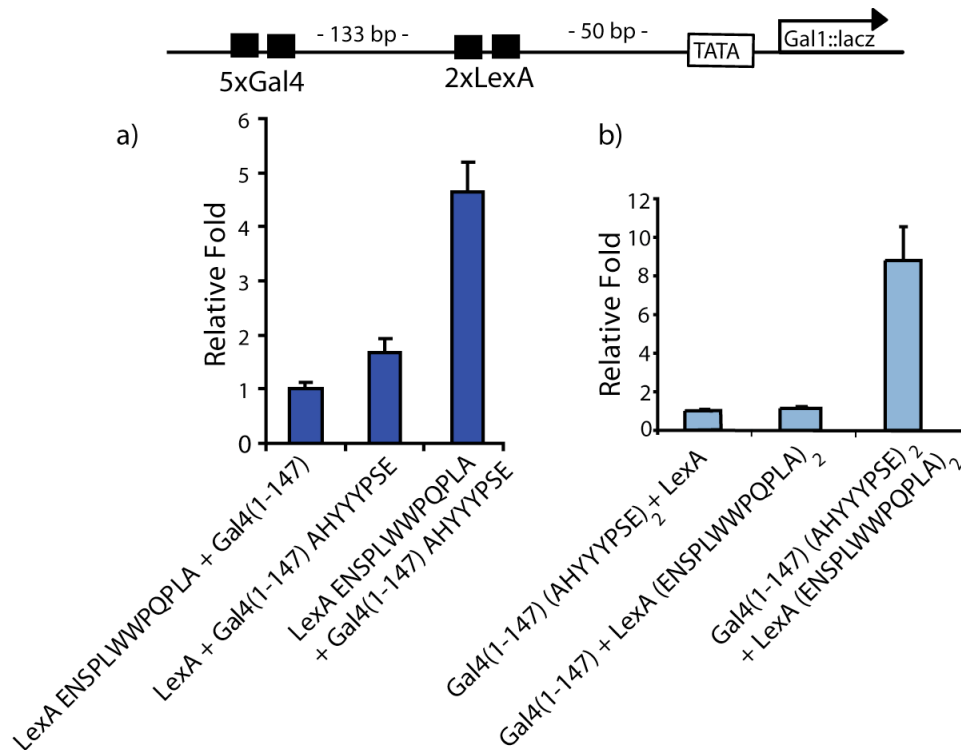 - 133 bp -
- 50 bp -
TATA
Gal1::lacz
5xGal4
2xLexA
a)
6
5
4
3
2
1
0
Relative Fold
LexA ENSPLWWPQPLA + Gal4(1-147)
LexA + Gal4(1-147) AHYYYPSE
LexA ENSPLWWPQPLA
+ Gal4(1-147) AHYYYPSE
b)
12
10
8
6
4
2
0
Relative Fold
Gal4(1-147) (AHYYYPSE)2 + LexA
Gal4(1-147) + LexA (ENSPLWWPQPLA)2
Gal4(1-147) (AHYYYPSE)2
+ LexA (ENSPLWWPQPLA)2